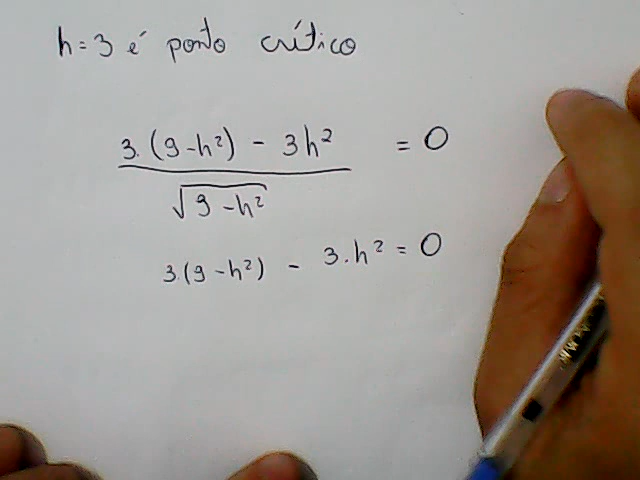 h = 3 é ponto crítico
3.(9-h²) - 3h² = 0
√9-h²
3.(9-h²) - 3.h² = 0